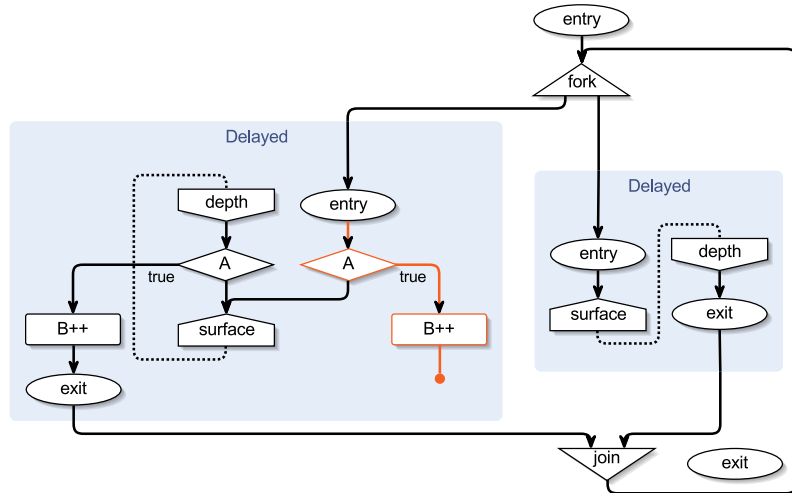 entry
fork
Delayed
Delayed
depth
entry
entry
depth
A
true
A
true
B++
surface
B++
surface
exit
exit
join
exit